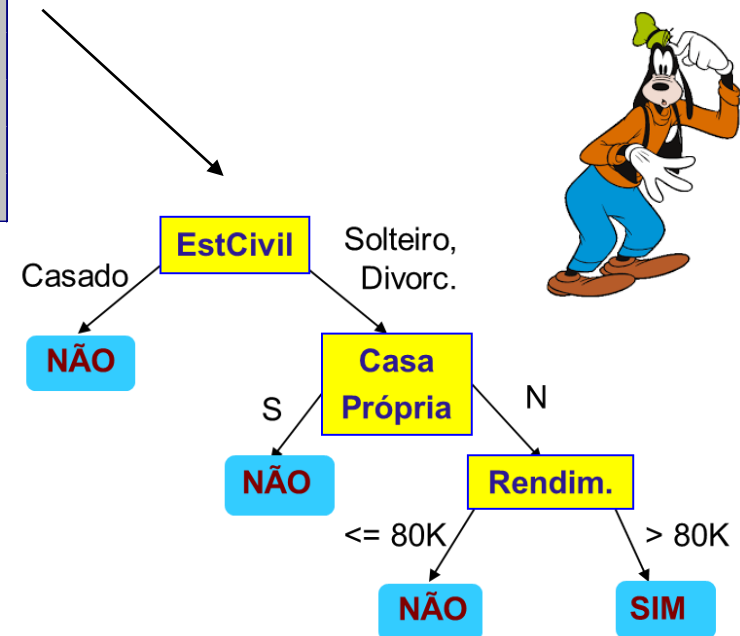 EstCivil
Solteiro,
Divorc.
Casado
NÃO
Casa
Própria
S
N
NÃO
Rendim.
<= 80K
> 80K
NÃO
SIM